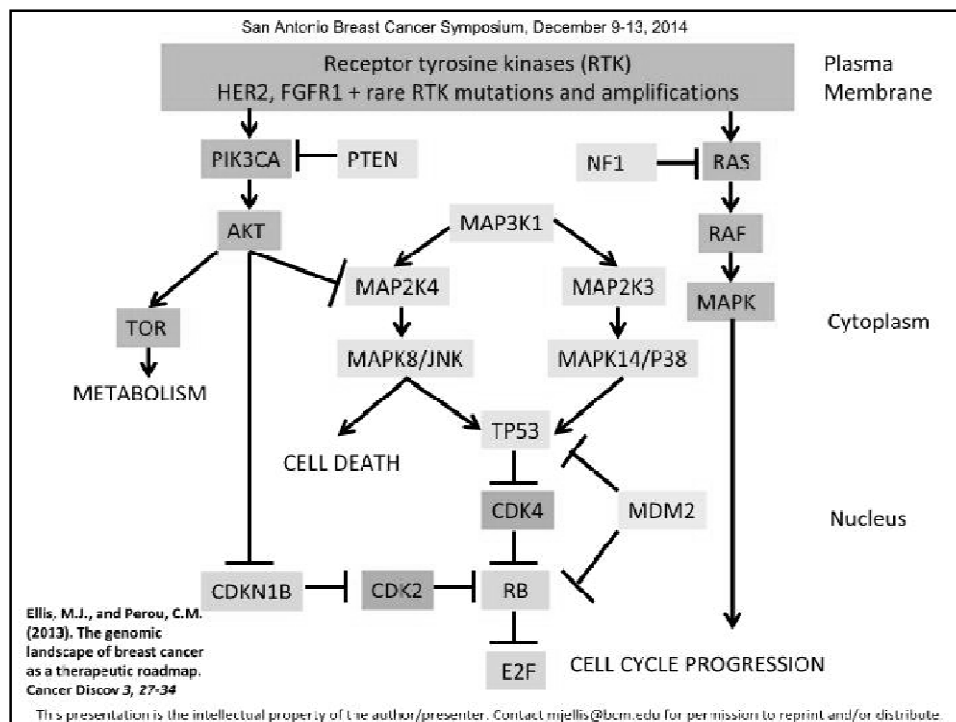 San Antonio Breast Cancer Symposium, December 9-13, 2014
Receptor tyrosine kinases (RTK)
HER2, FGFR1 + rare RTK mutations and amplifications
Plasma
Membrane
PIK3CA
PTEN
NF1
RAS
AKT
MAP3K1
RAF
MAP2K4
MAP2K3
MAPK
TOR
Cytoplasm
MAPK8/JNK
MAPK14/P38
METABOLISM
TP53
CELL DEATH
CDK4
MDM2
Nucleus
CDKN1B
CDK2
RB
E2F
CELL CYCLE PROGRESSION
Ellis, M.J., and Perou, C.M.
(2013). The genomic
landscape of breast cancer
as a therapeutic roadmap.
Cancer Discov 3, 27-34
This presentation is the intellectual property of the author/presenter. Contact mjellis@bcm.edu for permission to reprint and/or distribute.